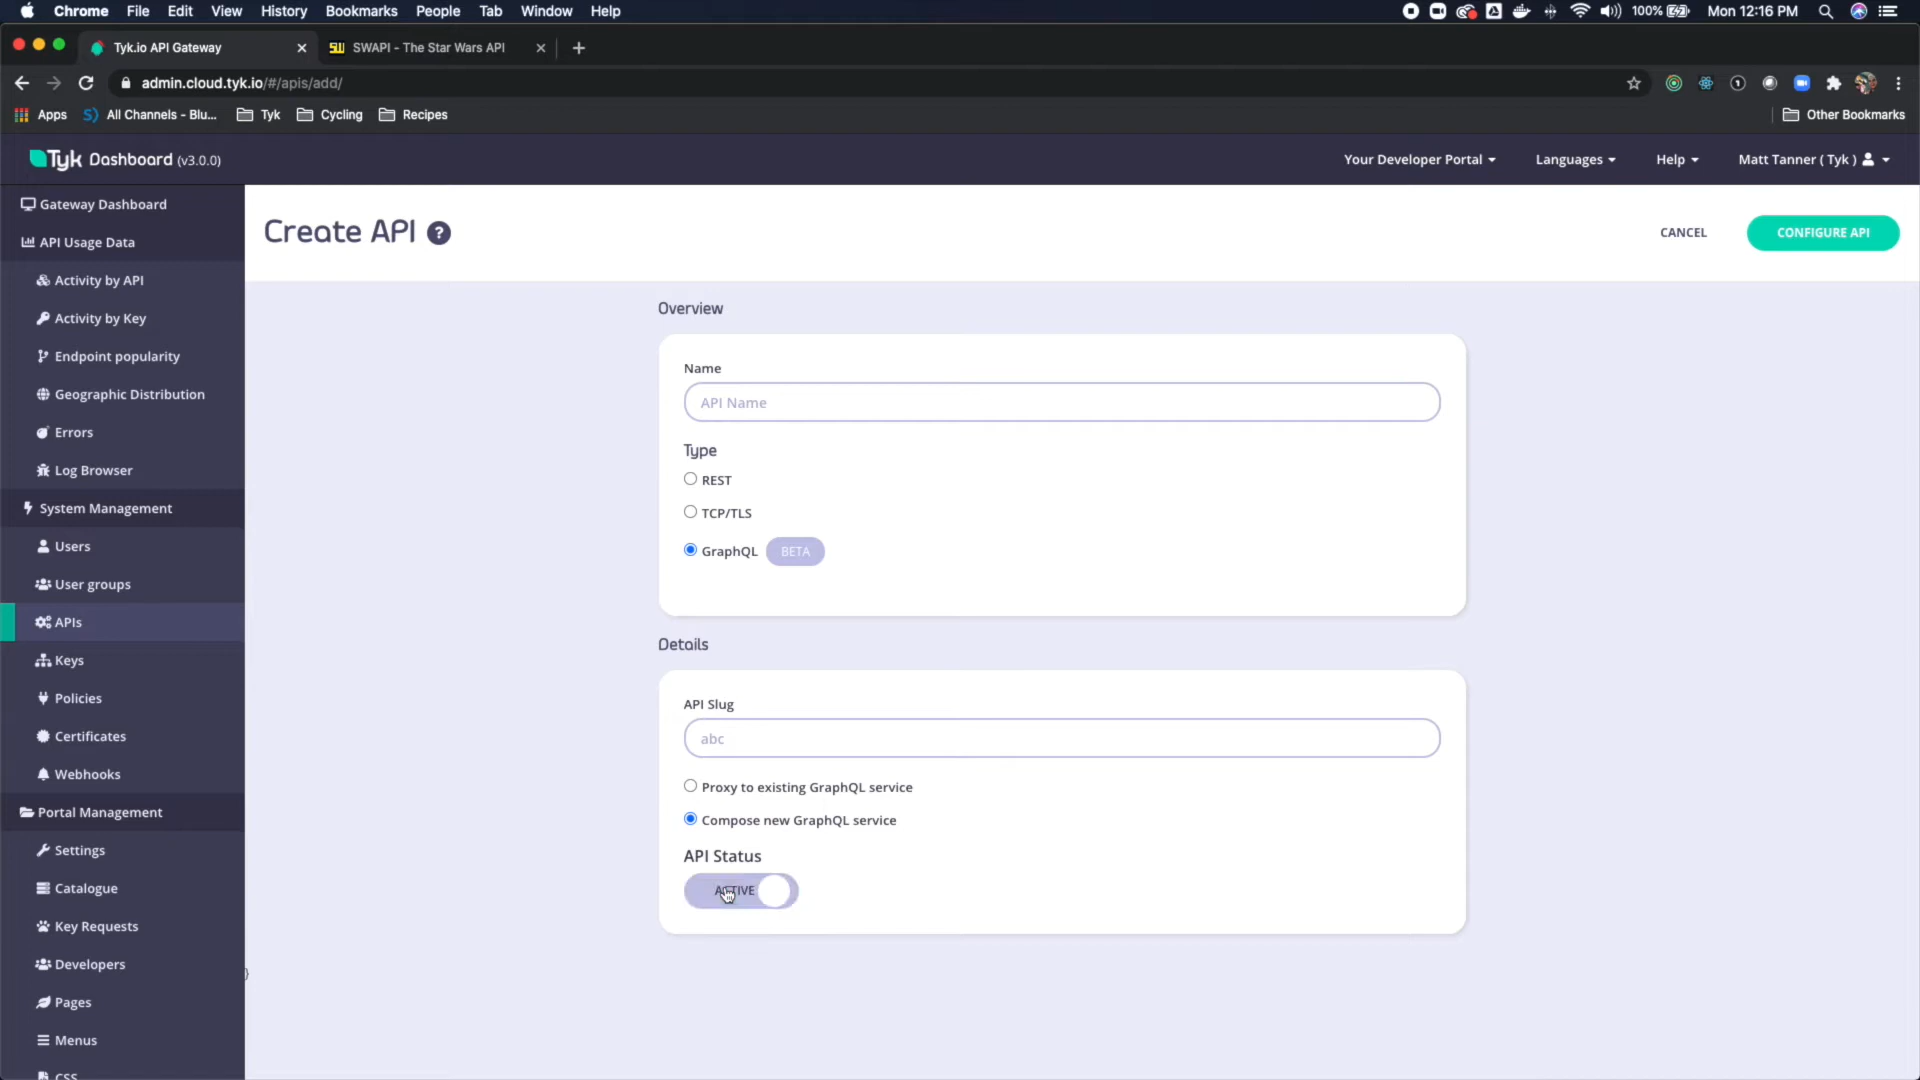 Chrome File Edit View History Bookmarks People Tab Window Help 100% Mon 12:16 PM
Tyk.io API Gateway SWAPI - The Star Wars API
admin.cloud.tyk.io/#/apis/add/
Apps All Channels - Blu... Tyk Cycling Recipes Other Bookmarks
Tyk Dashboard (v3.0.0) Your Developer Portal Languages Help Matt Tanner ( Tyk )
Gateway Dashboard
API Usage Data
Activity by API
Activity by Key
Endpoint popularity
Geographic Distribution
Errors
Log Browser
System Management
Users
User groups
APIs
Keys
Policies
Certificates
Webhooks
Portal Management
Settings
Catalogue
Key Requests
Developers
Pages
Menus
CSS
Create API ?
CANCEL CONFIGURE API
Overview
Name
API Name
Type
REST
TCP/TLS
GraphQL BETA
Details
API Slug
abc
Proxy to existing GraphQL service
Compose new GraphQL service
API Status
ACTIVE
}